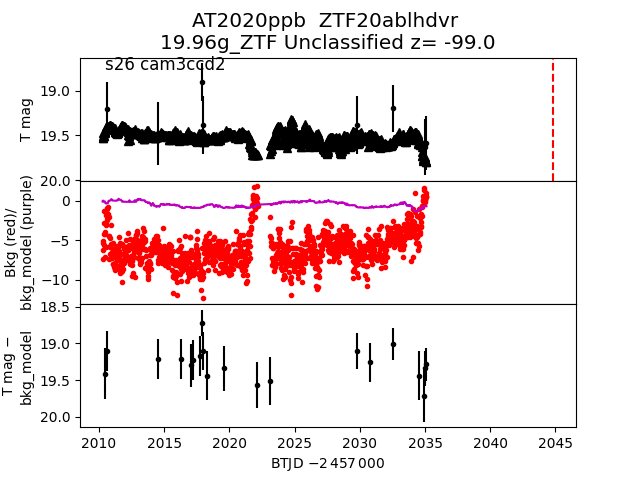 AT2020ppb  ZTF20ablhdvr
19.96g_ZTF Unclassified z= -99.0
s26 cam3ccd2
T mag
19.0
19.5
20.0
Bkg (red)/
bkg_model (purple)
0
−5
−10
T mag −
bkg_model
18.5
19.0
19.5
20.0
2010 2015 2020 2025 2030 2035 2040 2045
BTJD −2 457 000